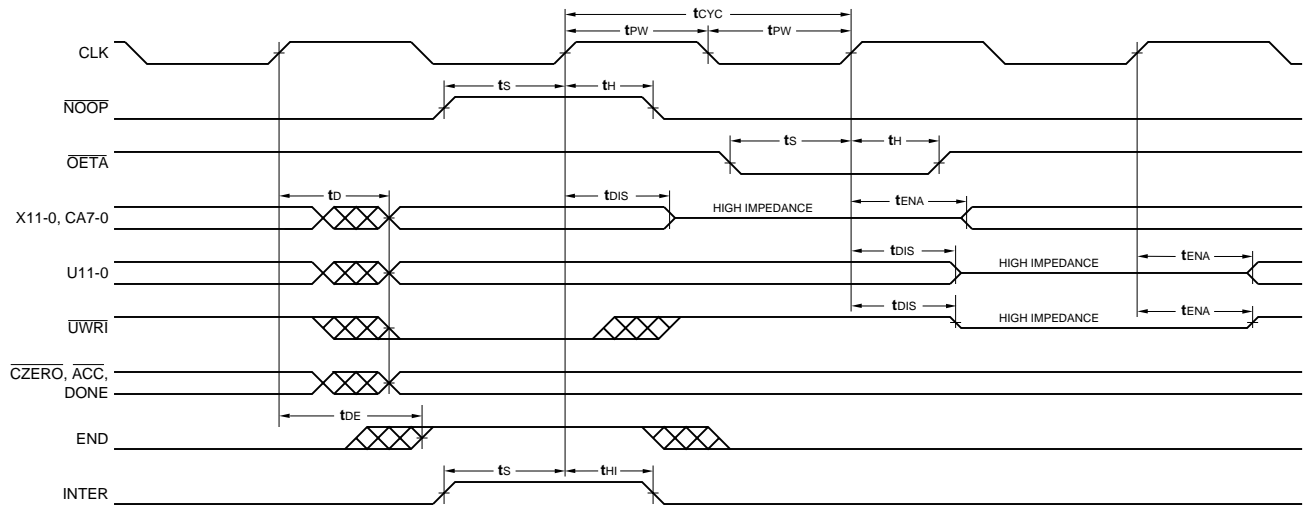 tCYC
tPW tPW
CLK
tS tH
NOOP
tS tH
OETA
tD tDIS HIGH IMPEDANCE tENA
X11-0, CA7-0
tDIS HIGH IMPEDANCE tENA
U11-0
tDIS HIGH IMPEDANCE tENA
UWRI
CZERO, ACC,
DONE
tDE
END
tS tHI
INTER